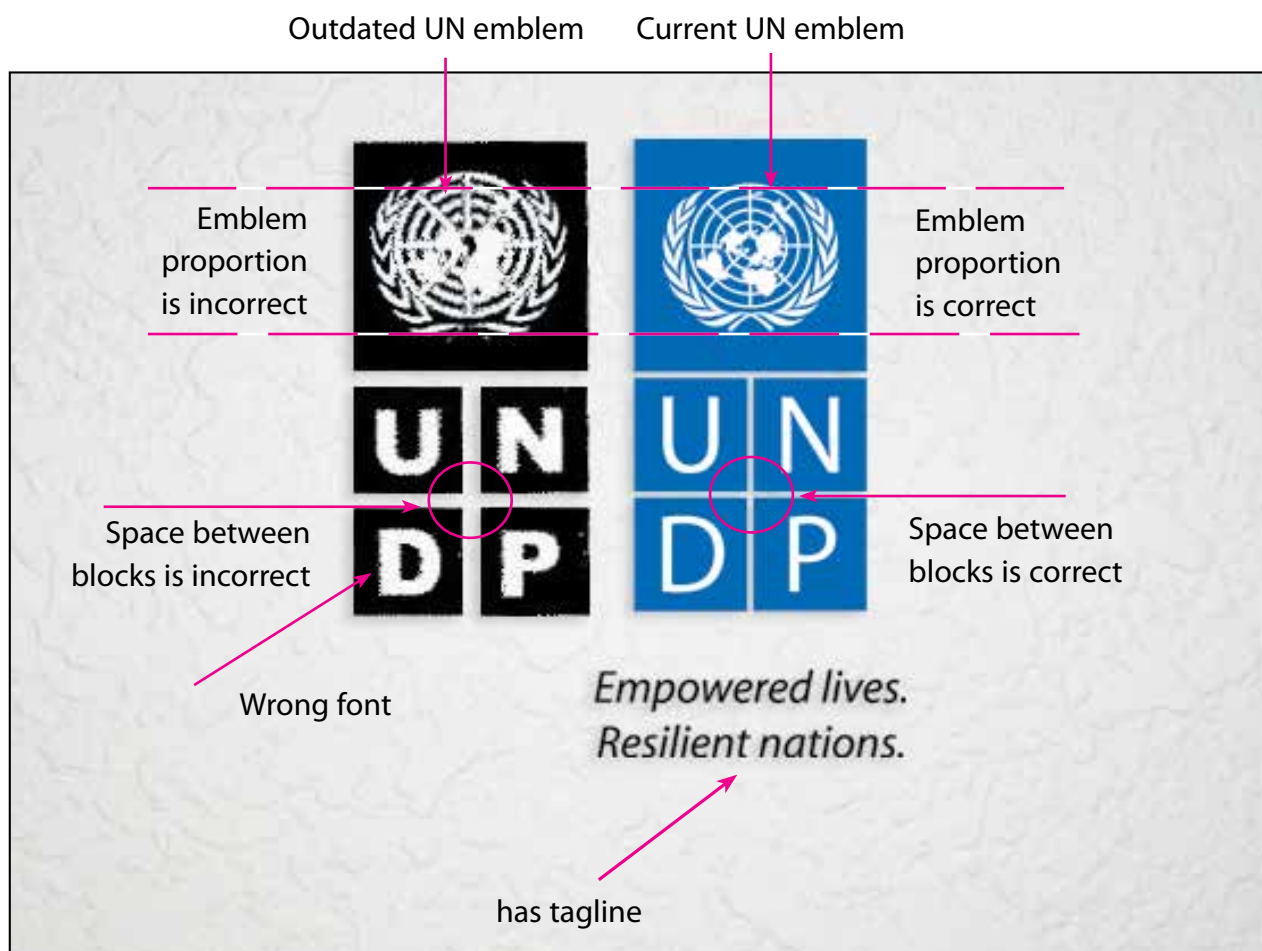 Outdated UN emblem
Current UN emblem
Emblem
proportion
is incorrect
Emblem
proportion
is correct
U N
D P
U N
D P
Space between
blocks is incorrect
Space between
blocks is correct
Wrong font
Empowered lives.
Resilient nations.
has tagline